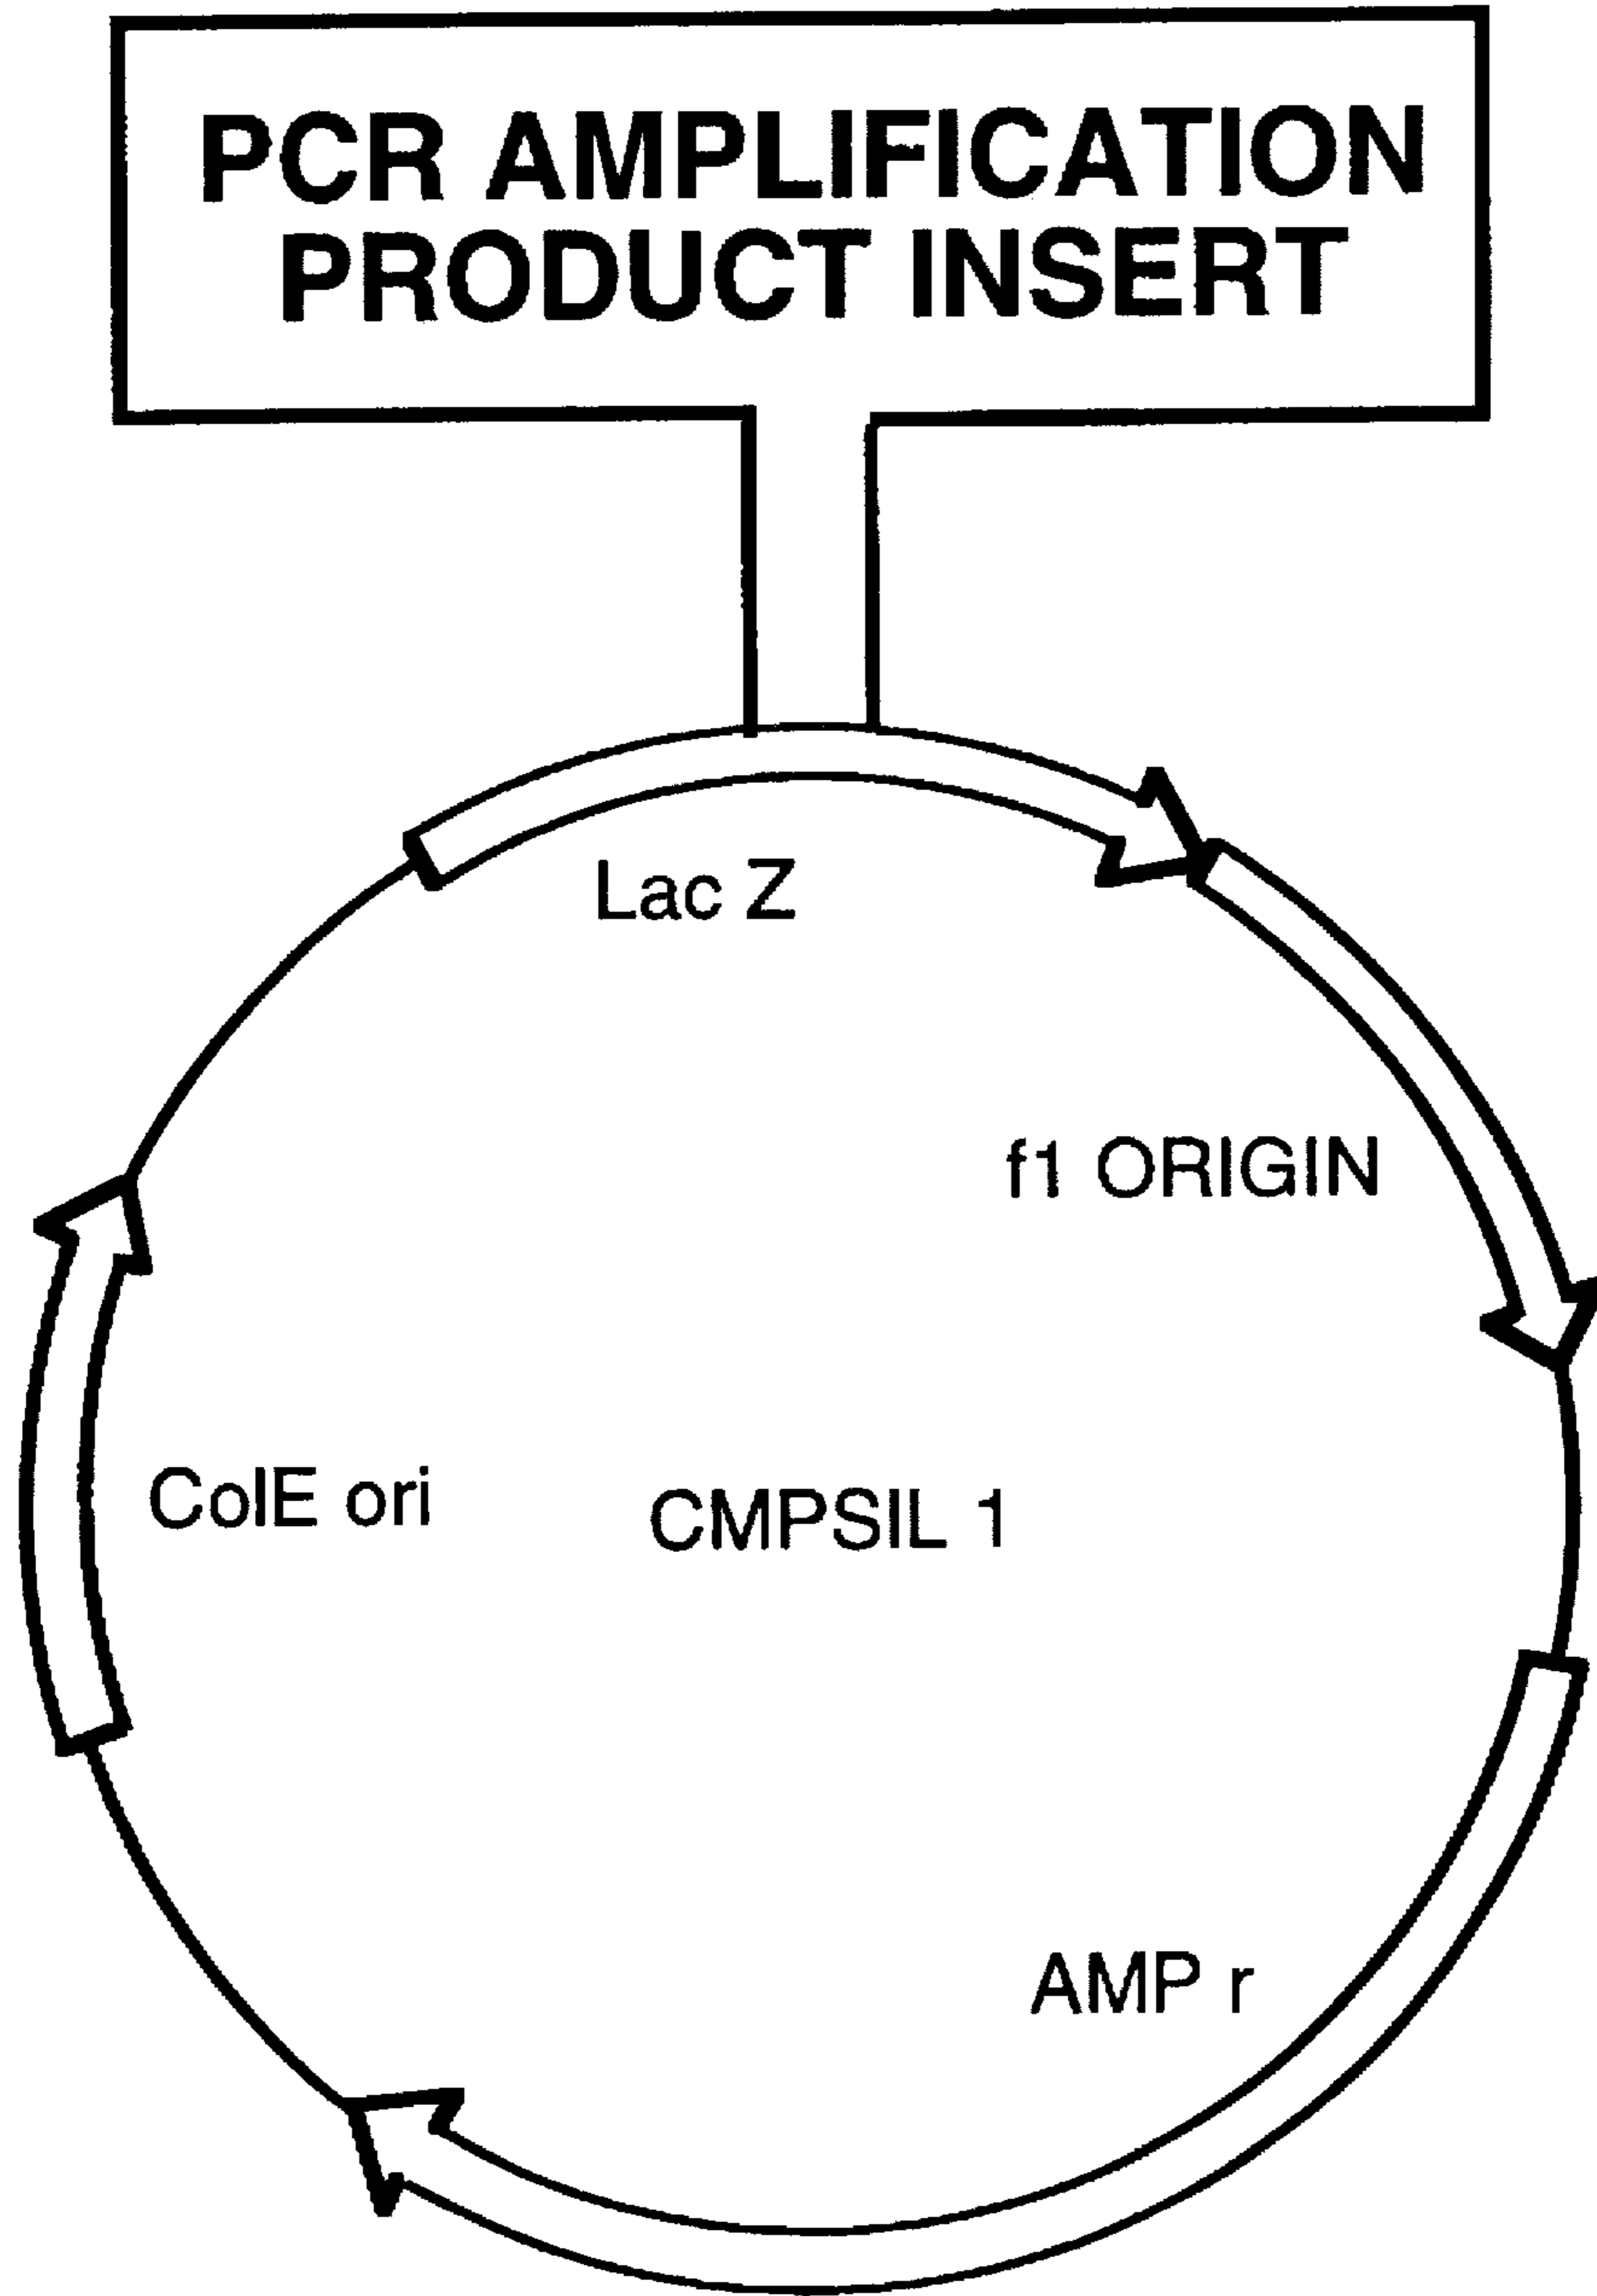 PCR AMPLIFICATION
PRODUCT INSERT
Lac Z
f1 ORIGIN
ColE ori
CMPSIL 1
AMP r